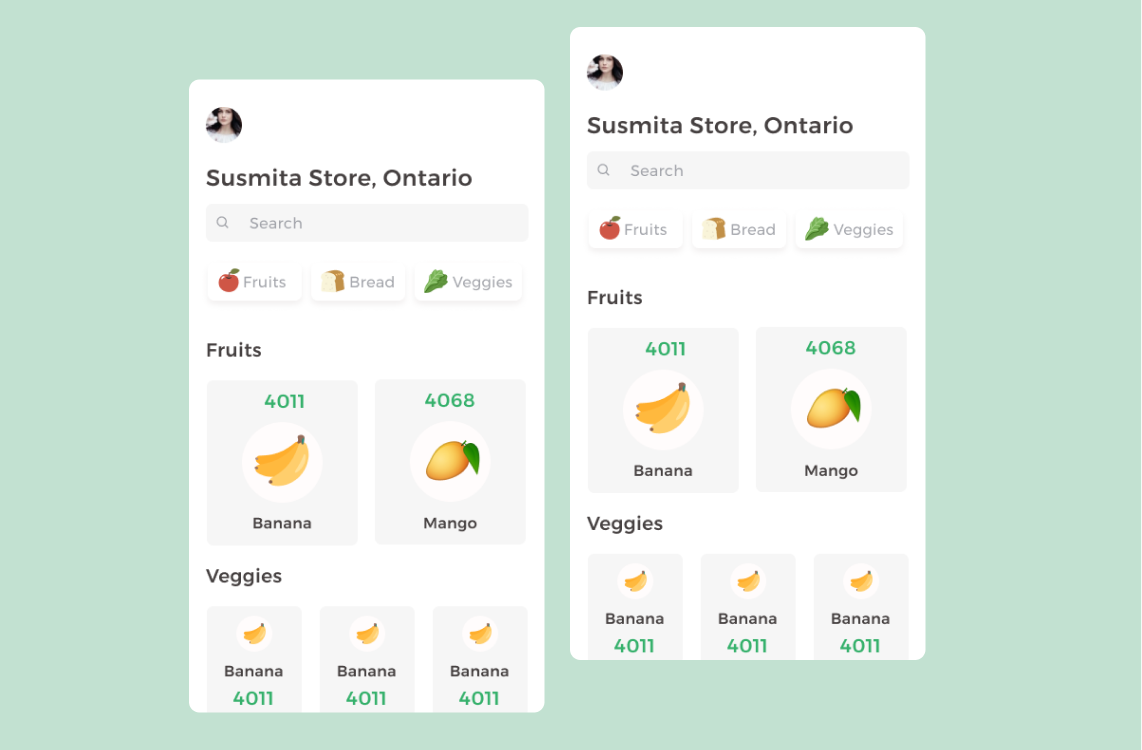 Susmita Store, Ontario
Search
Fruits Bread Veggies
Fruits
4011 4068
Banana Mango
Veggies
Banana Banana Banana
4011 4011 4011
Susmita Store, Ontario
Search
Fruits Bread Veggies
Fruits
4011 4068
Banana Mango
Veggies
Banana Banana Banana
4011 4011 4011